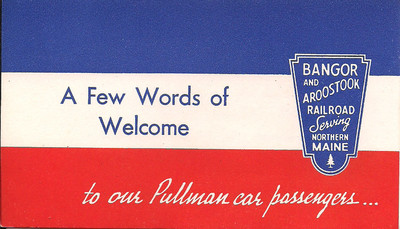 A Few Words of
Welcome
BANGOR
AND
AROOSTOOK
RAILROAD
Serving
NORTHERN
MAINE
to our Pullman car passengers...